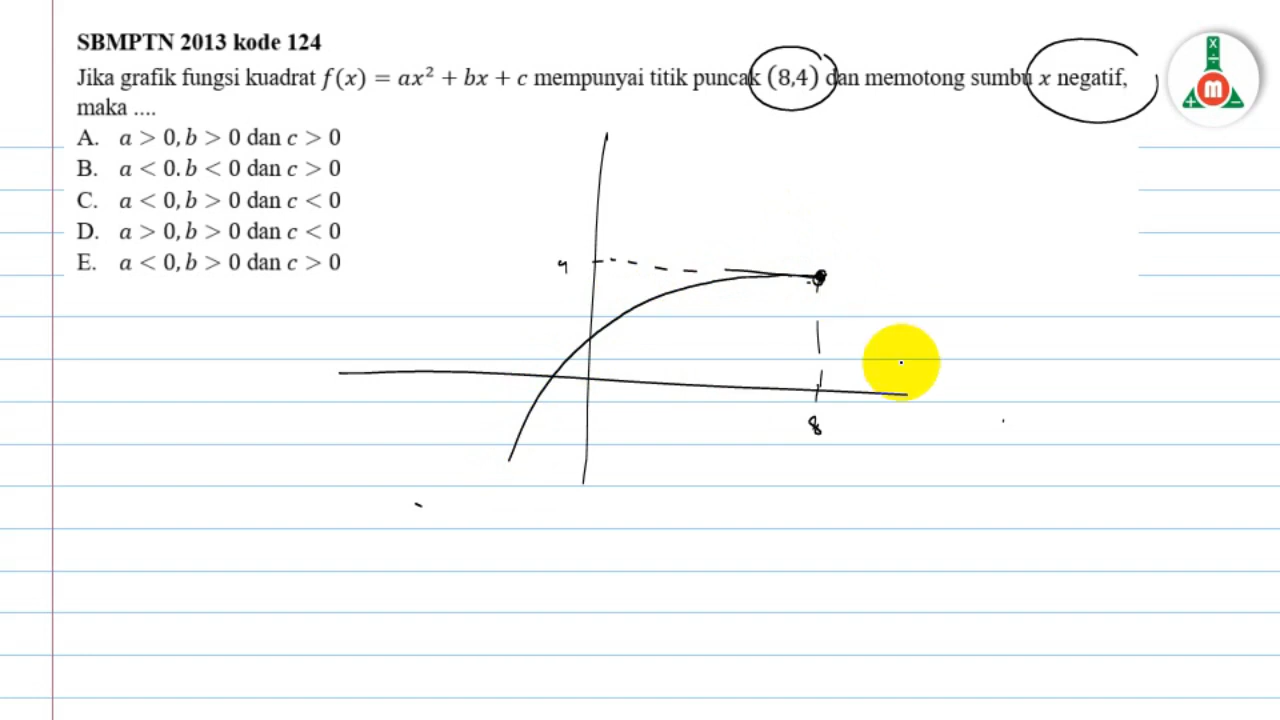 SBMPTN 2013 kode 124
Jika grafik fungsi kuadrat f(x) = ax² + bx + c mempunyai titik puncak (8,4) dan memotong sumbu x negatif,
maka ....
A. a > 0, b > 0 dan c > 0
B. a < 0. b < 0 dan c > 0
C. a < 0, b > 0 dan c < 0
D. a > 0, b > 0 dan c < 0
E. a < 0, b > 0 dan c > 0
4
8
x
÷
m
+ −